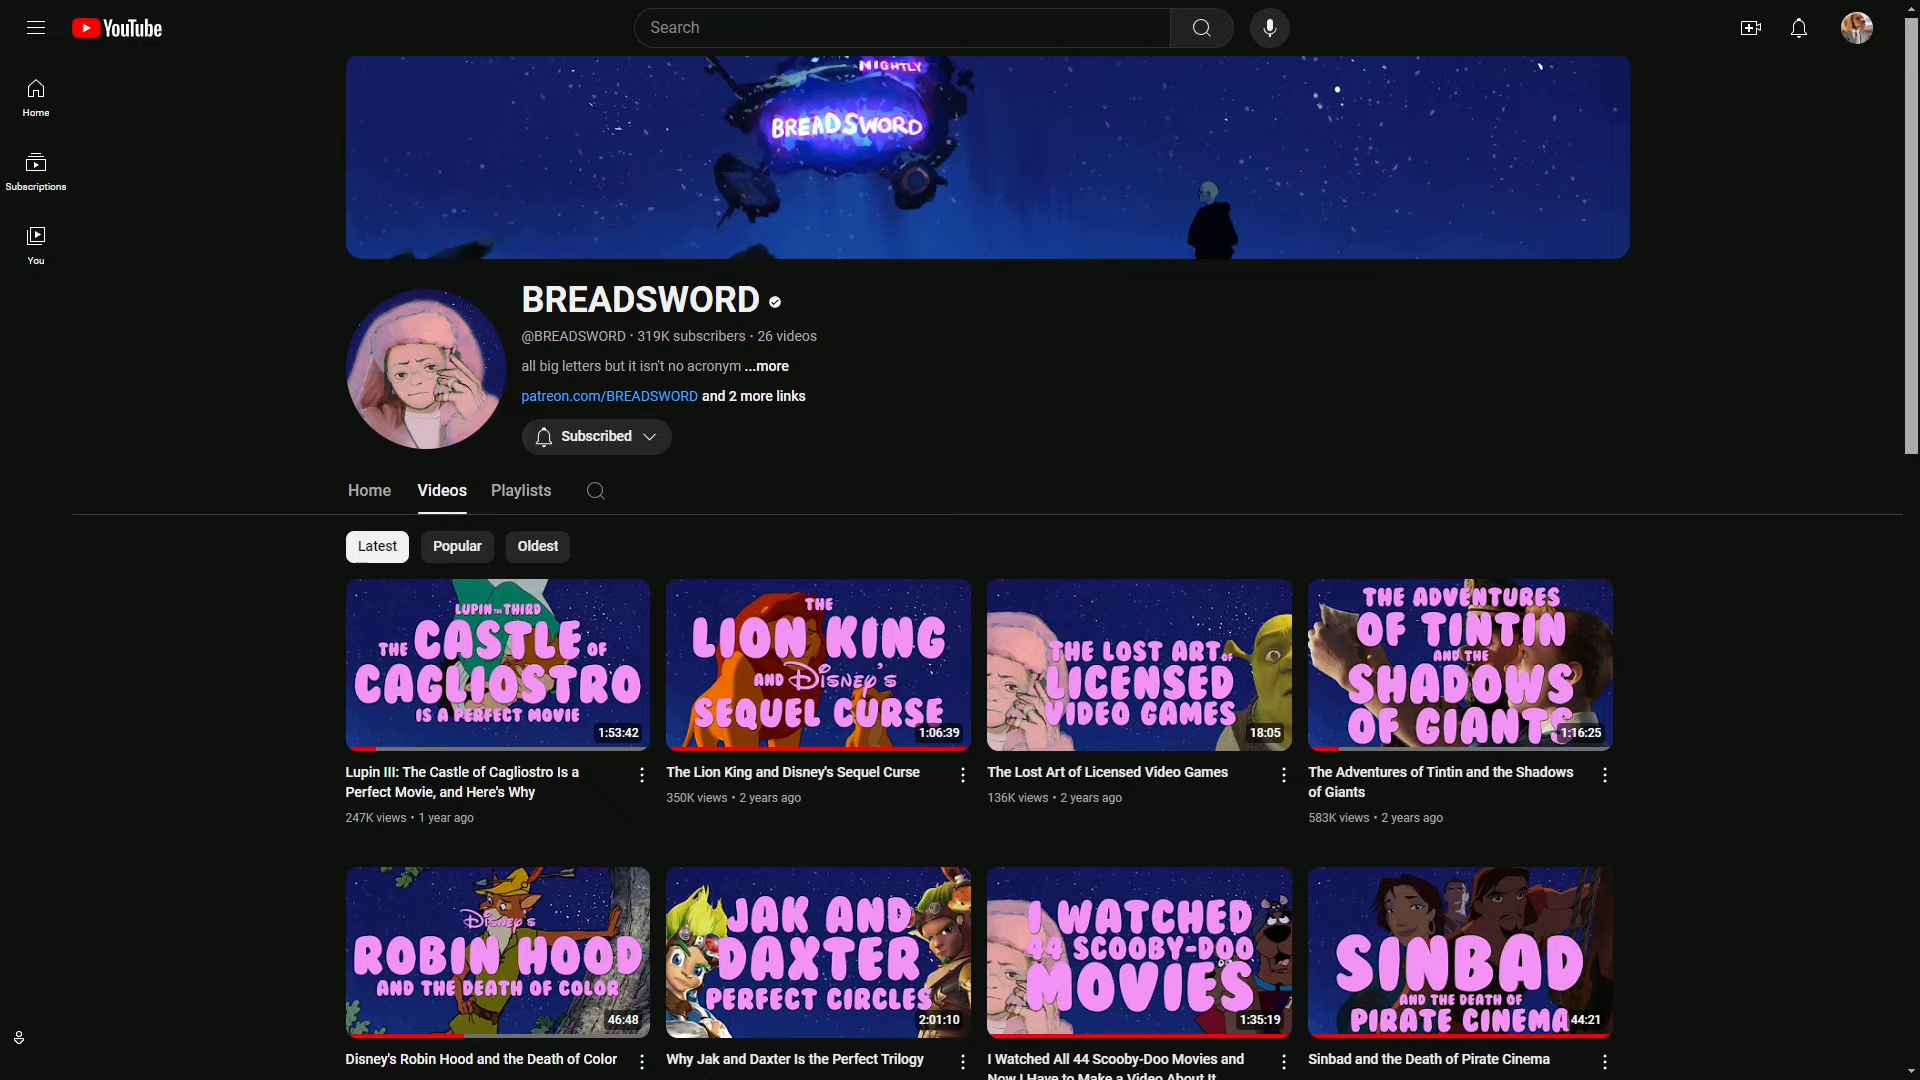 YouTube
Search
Home
Subscriptions
You
NIGHTLY
BREADSWORD
BREADSWORD
@BREADSWORD · 319K subscribers · 26 videos
all big letters but it isn't no acronym ...more
patreon.com/BREADSWORD and 2 more links
Subscribed
Home Videos Playlists
Latest Popular Oldest
LUPIN THE THIRD
THE CASTLE OF
CAGLIOSTRO
IS A PERFECT MOVIE
1:53:42
THE
LION KING
AND DISNEY'S
SEQUEL CURSE
1:06:39
THE LOST ART OF
LICENSED
VIDEO GAMES
18:05
THE ADVENTURES
OF TINTIN
AND THE
SHADOWS
OF GIANTS
1:16:25
Lupin III: The Castle of Cagliostro Is a
Perfect Movie, and Here's Why
247K views • 1 year ago
The Lion King and Disney's Sequel Curse
350K views • 2 years ago
The Lost Art of Licensed Video Games
136K views • 2 years ago
The Adventures of Tintin and the Shadows
of Giants
583K views • 2 years ago
DISNEY'S
ROBIN HOOD
AND THE DEATH OF COLOR
46:48
JAK AND
DAXTER
PERFECT CIRCLES
2:01:10
I WATCHED
44 SCOOBY-DOO
MOVIES
1:35:19
SINBAD
AND THE DEATH OF
PIRATE CINEMA
44:21
Disney's Robin Hood and the Death of Color
Why Jak and Daxter Is the Perfect Trilogy
I Watched All 44 Scooby-Doo Movies and
Now I Have to Make a Video About It
Sinbad and the Death of Pirate Cinema